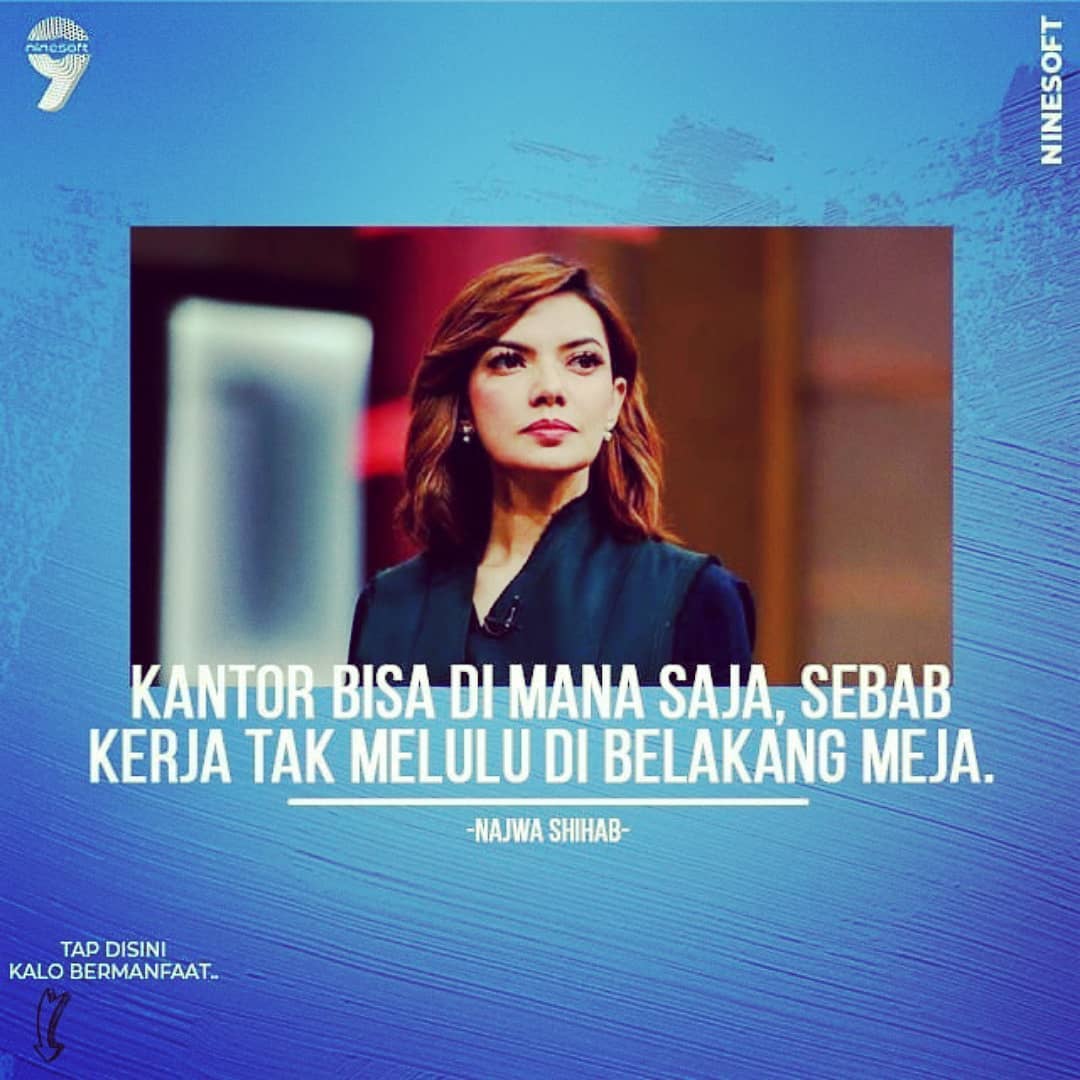 ninesoft
NINESOFT
KANTOR BISA DI MANA SAJA, SEBAB
KERJA TAK MELULU DI BELAKANG MEJA.
-NAJWA SHIHAB-
TAP DISINI
KALO BERMANFAAT..